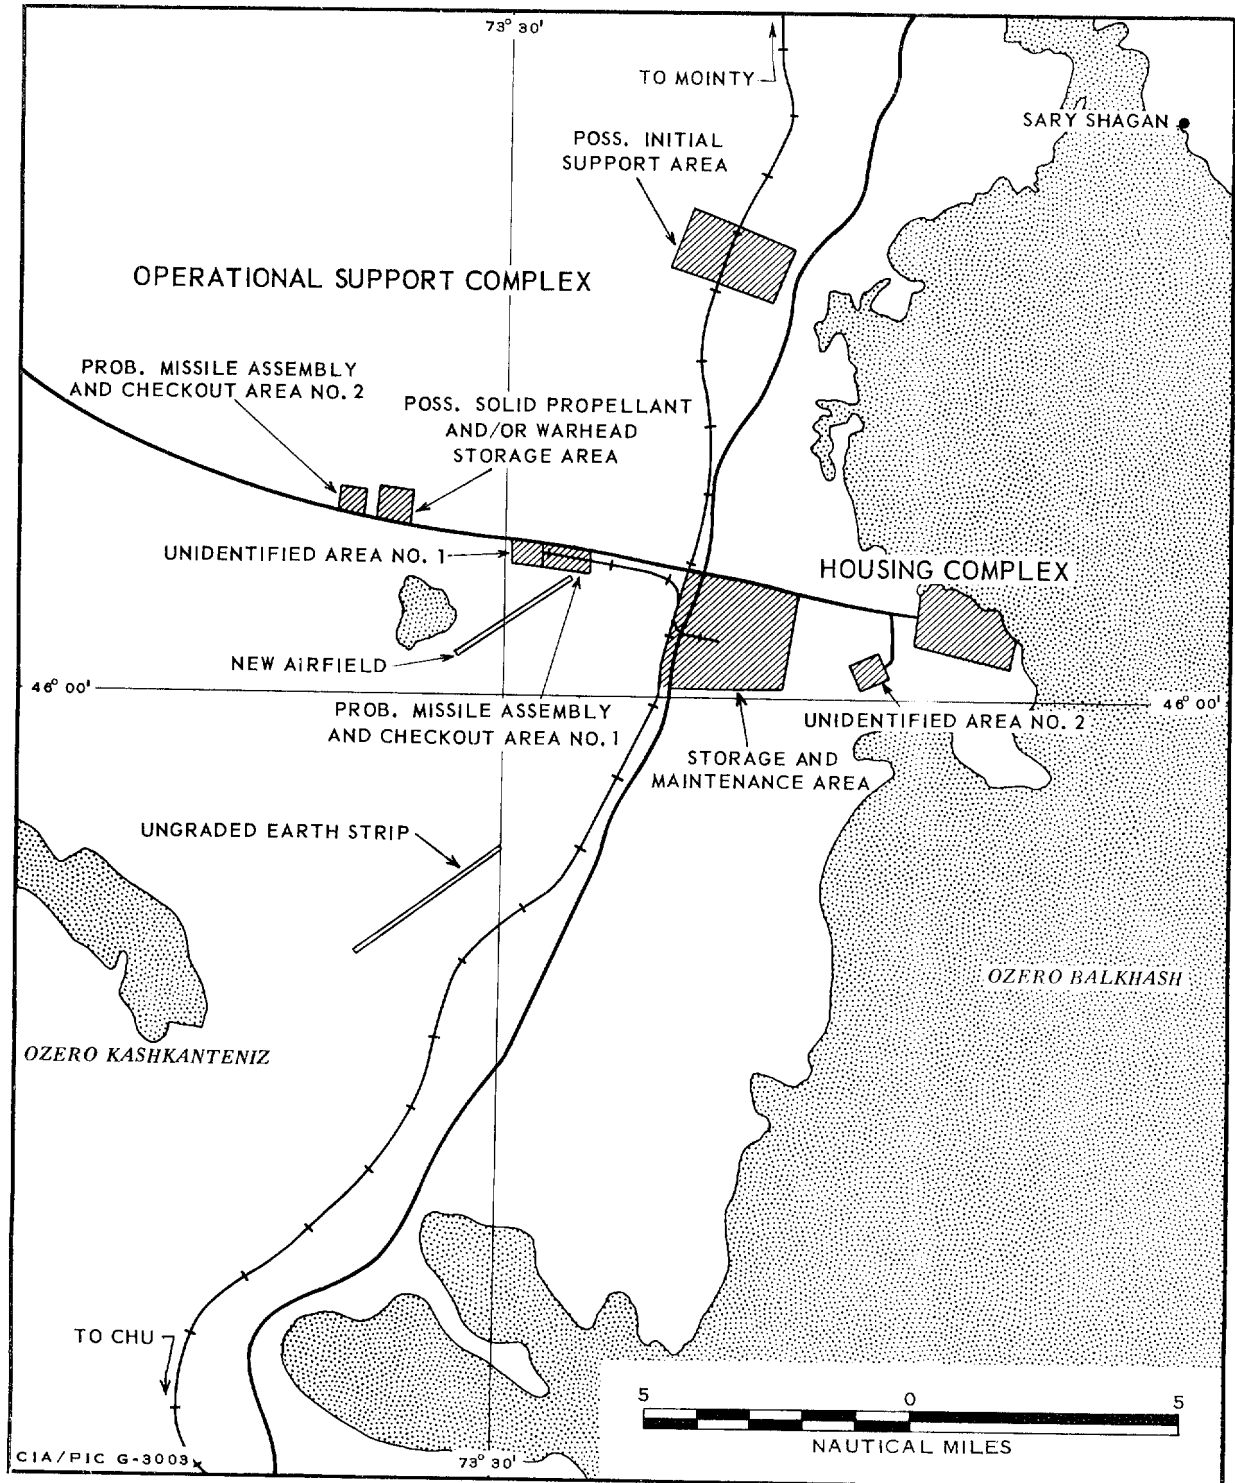 73° 30'
TO MOINTY
SARY SHAGAN
POSS. INITIAL
SUPPORT AREA
OPERATIONAL SUPPORT COMPLEX
PROB. MISSILE ASSEMBLY
AND CHECKOUT AREA NO. 2
POSS. SOLID PROPELLANT
AND/OR WARHEAD
STORAGE AREA
UNIDENTIFIED AREA NO. 1
HOUSING COMPLEX
NEW AIRFIELD
46° 00'
46° 00'
PROB. MISSILE ASSEMBLY
AND CHECKOUT AREA NO. 1
UNIDENTIFIED AREA NO. 2
STORAGE AND
MAINTENANCE AREA
UNGRADED EARTH STRIP
OZERO BALKHASH
OZERO KASHKANTENIZ
TO CHU
5 0 5
NAUTICAL MILES
CIA/PIC G-3003
73° 30'